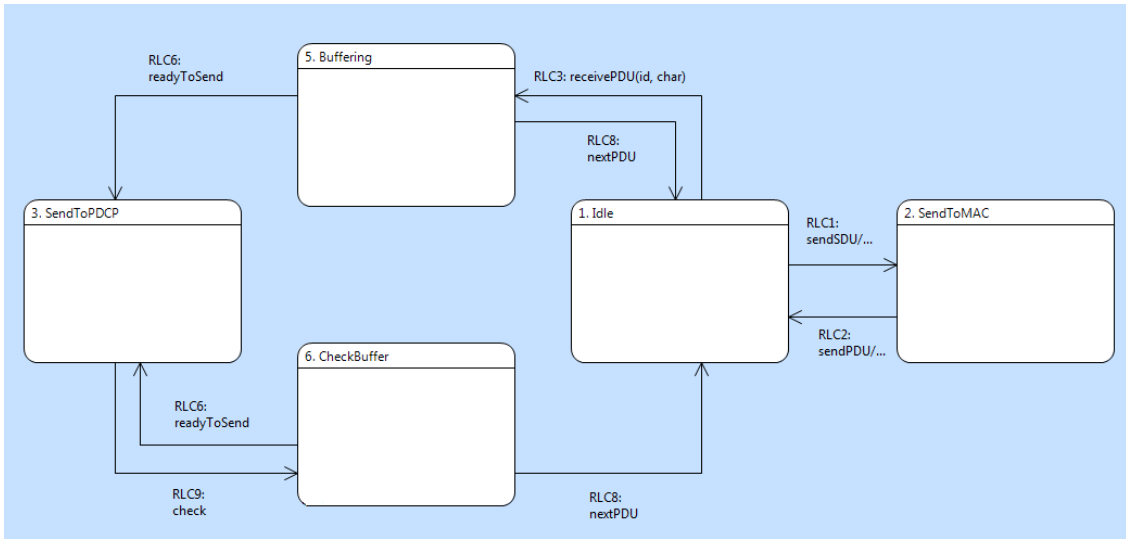 5. Buffering
RLC6:
readyToSend
RLC3: receivePDU(id, char)
RLC8:
nextPDU
3. SendToPDCP
1. Idle
2. SendToMAC
RLC1:
sendSDU/...
RLC2:
sendPDU/...
6. CheckBuffer
RLC6:
readyToSend
RLC9:
check
RLC8:
nextPDU